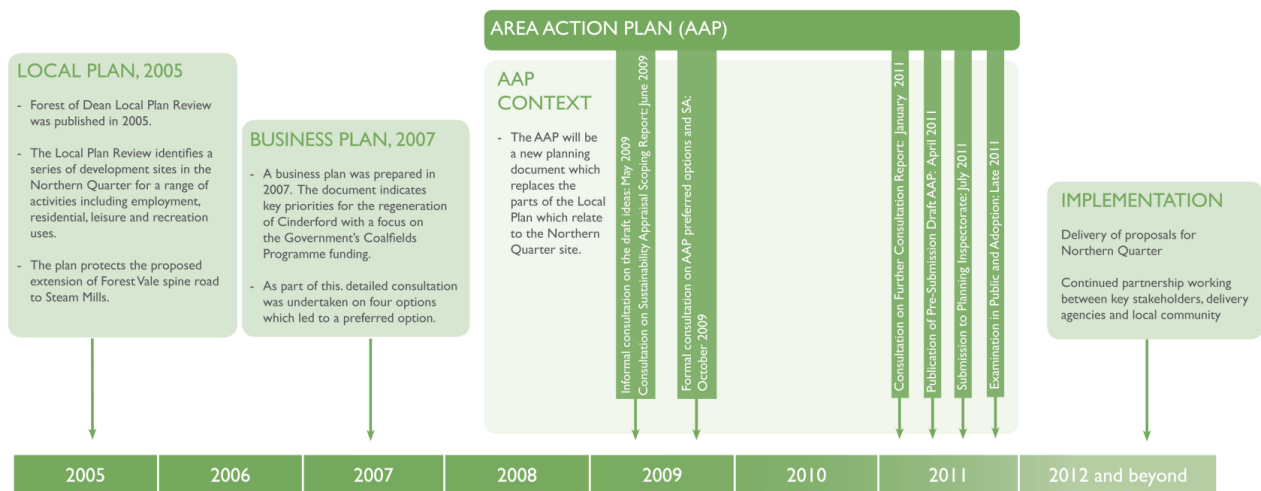 LOCAL PLAN, 2005
- Forest of Dean Local Plan Review
was published in 2005.
- The Local Plan Review identifies a
series of development sites in the
Northern Quarter for a range of
activities including employment,
residential, leisure and recreation
uses.
- The plan protects the proposed
extension of Forest Vale spine road
to Steam Mills.
BUSINESS PLAN, 2007
- A business plan was prepared in
2007. The document indicates
key priorities for the regeneration
of Cinderford with a focus on
the Government's Coalfields
Programme funding.
- As part of this. detailed consultation
was undertaken on four options
which led to a preferred option.
AREA ACTION PLAN (AAP)
AAP
CONTEXT
- The AAP will be
a new planning
document which
replaces the
parts of the Local
Plan which relate
to the Northern
Quarter site.
Informal consultation on the draft ideas: May 2009
Consultation on Sustainability Appraisal Scoping Report: June 2009
Formal consultation on AAP preferred options and SA:
October 2009
Consultation on Further Consultation Report: January 2011
Publication of Pre-Submission Draft AAP: April 2011
Submission to Planning Inspectorate: July 2011
Examination in Public and Adoption: Late 2011
IMPLEMENTATION
Delivery of proposals for
Northern Quarter
Continued partnership working
between key stakeholders, delivery
agencies and local community
2005
2006
2007
2008
2009
2010
2011
2012 and beyond